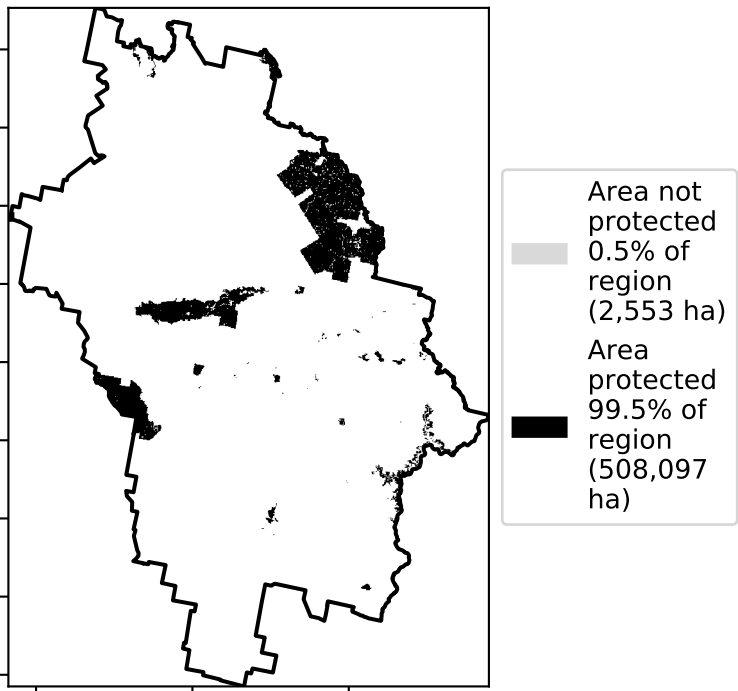 Area not
protected
0.5% of
region
(2,553 ha)
Area
protected
99.5% of
region
(508,097
ha)